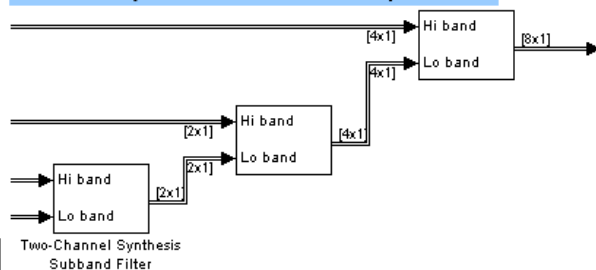 Hi band
[4x1]
[8x1]
Lo band
4x1]
Hi band
[2x1]
[4x1]
Lo band
2x1]
Hi band
[2x1]
Lo band
Two-Channel Synthesis
Subband Filter